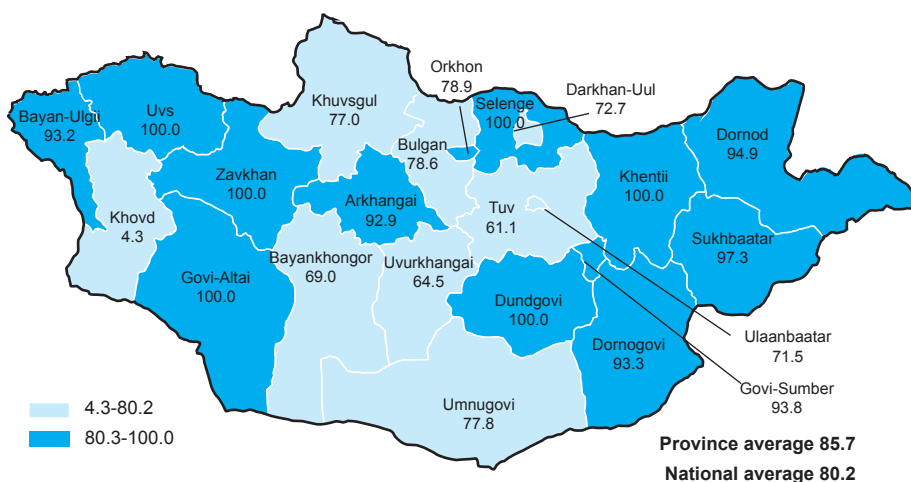 Orkhon
78.9
Darkhan-Uul
72.7
Khuvsgul
77.0
Selenge
100.0
Bayan-Ulgii
93.2
Uvs
100.0
Bulgan
78.6
Dornod
94.9
Zavkhan
100.0
Khentii
100.0
Arkhangai
92.9
Tuv
61.1
Khovd
4.3
Sukhbaatar
97.3
Bayankhongor
69.0
Uvurkhangai
64.5
Govi-Altai
100.0
Dundgovi
100.0
Ulaanbaatar
71.5
Dornogovi
93.3
Govi-Sumber
93.8
Umnugovi
77.8
4.3-80.2
80.3-100.0
Province average 85.7
National average 80.2